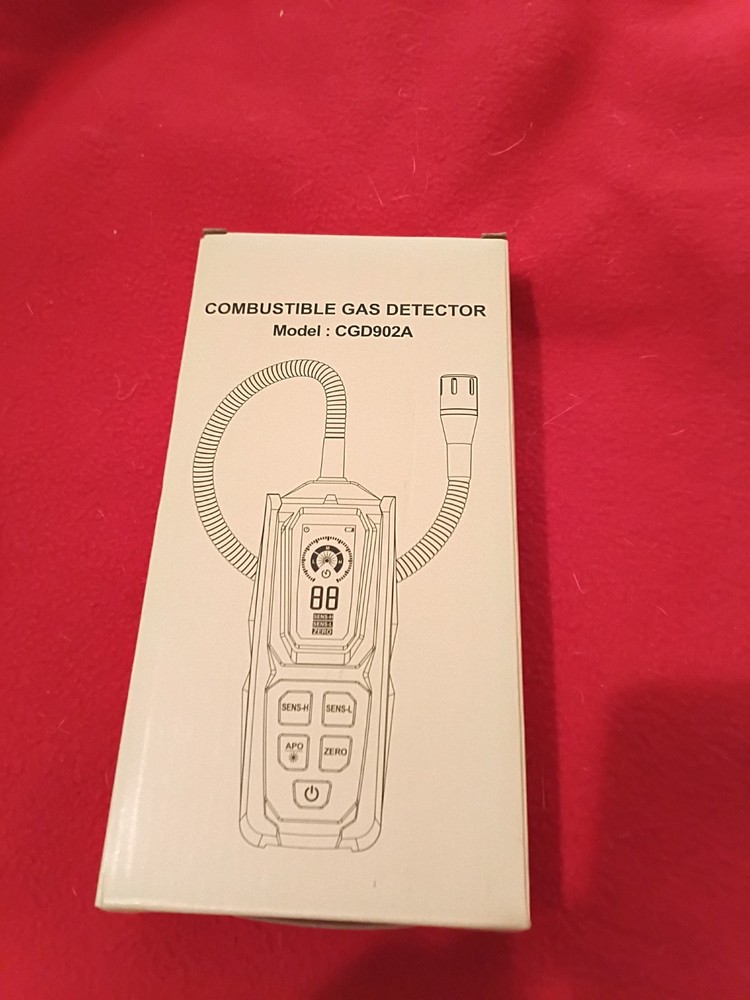 COMBUSTIBLE GAS DETECTOR
Model : CGD902A
88
SENS-H
SENS-L
ZERO
SENS-H SENS-L
APO ZERO